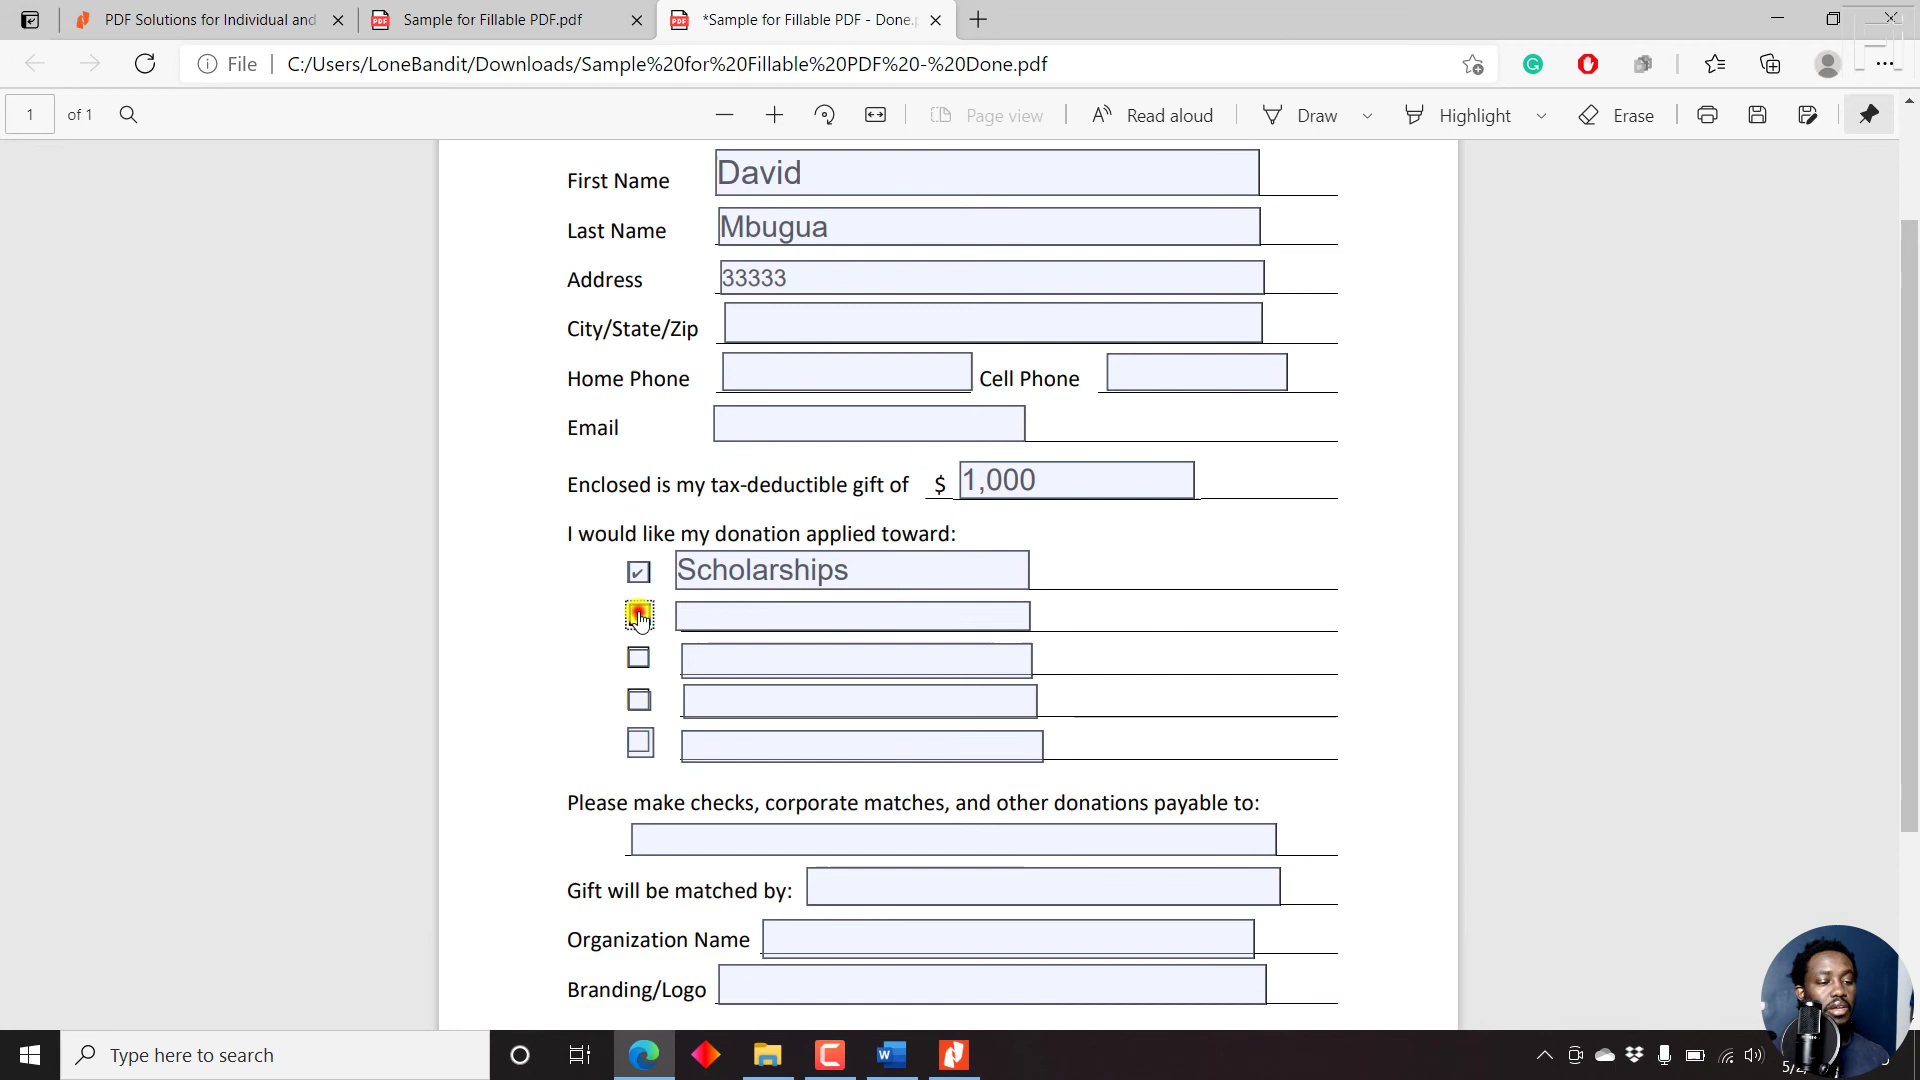 PDF Solutions for Individual and
Sample for Fillable PDF.pdf
*Sample for Fillable PDF - Done.p
File
C:/Users/LoneBandit/Downloads/Sample%20for%20Fillable%20PDF%20-%20Done.pdf
1 of 1
Page view
Read aloud
Draw
Highlight
Erase
First Name David
Last Name Mbugua
Address 33333
City/State/Zip
Home Phone Cell Phone
Email
Enclosed is my tax-deductible gift of $ 1,000
I would like my donation applied toward:
Scholarships
Please make checks, corporate matches, and other donations payable to:
Gift will be matched by:
Organization Name
Branding/Logo
Type here to search